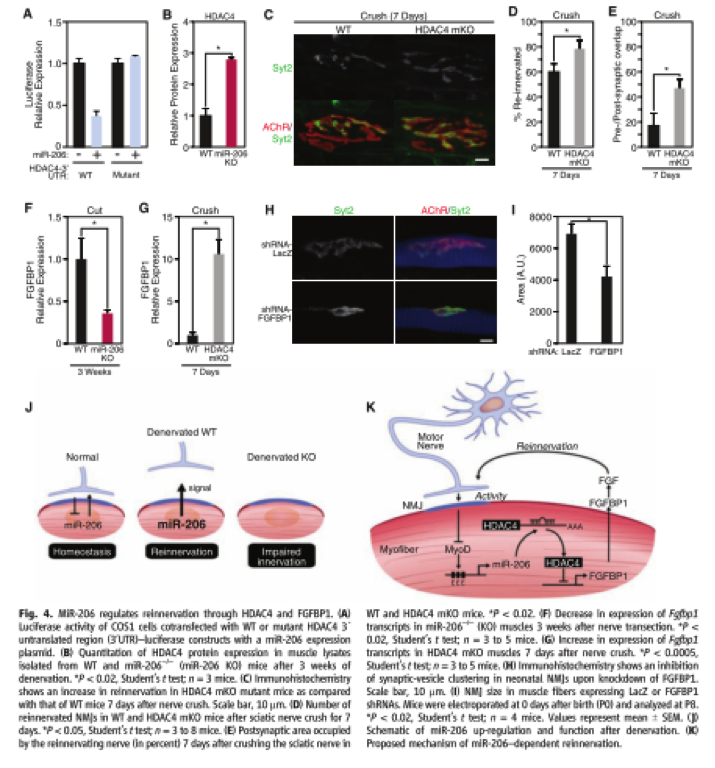 A
B
HDAC4
C
Crush (7 Days)
WT
HDAC4 mKO
D
Crush
E
Crush
Luciferase
Relative Expression
1.5
1.0
0.5
0
miR-206:
- + - +
HDAC4-3'
UTR:
WT
Mutant
Relative Protein Expression
4
3
2
1
0
*
WT miR-206
KO
Syt2
AChR/
Syt2
% Re-innervated
100
80
60
40
20
0
*
WT HDAC4
mKO
7 Days
Pre-/Post-synaptic overlap
100
80
60
40
20
0
*
WT HDAC4
mKO
7 Days
F
Cut
G
Crush
H
Syt2
AChR/Syt2
I
FGFBP1
Relative Expression
1.5
1.0
0.5
0
*
WT miR-206
KO
3 Weeks
FGFBP1
Relative Expression
15
10
5
0
*
WT HDAC4
mKO
7 Days
shRNA-
LacZ
shRNA-
FGFBP1
Area (A.U.)
8000
6000
4000
2000
0
*
shRNA: LacZ FGFBP1
J
Normal
Denervated WT
Denervated KO
signal
miR-206
miR-206
Homeostasis
Reinnervation
Impaired
innervation
K
Motor
Nerve
Reinnervation
Activity
NMJ
FGF
FGFBP1
HDAC4
AAA
Myofiber
MyoD
miR-206
HDAC4
EEE
FGFBP1
Fig. 4. MiR-206 regulates reinnervation through HDAC4 and FGFBP1. (A)
Luciferase activity of COS1 cells cotransfected with WT or mutant HDAC4 3′
untranslated region (3′UTR)–luciferase constructs with a miR-206 expression
plasmid. (B) Quantitation of HDAC4 protein expression in muscle lysates
isolated from WT and miR-206−/− (miR-206 KO) mice after 3 weeks of
denervation. *P < 0.02, Student's t test; n = 3 mice. (C) Immunohistochemistry
shows an increase in reinnervation in HDAC4 mKO mutant mice as compared
with that of WT mice 7 days after nerve crush. Scale bar, 10 μm. (D) Number of
reinnervated NMJs in WT and HDAC4 mKO mice after sciatic nerve crush for 7
days. *P < 0.05, Student's t test; n = 3 to 8 mice. (E) Postsynaptic area occupied
by the reinnervating nerve (in percent) 7 days after crushing the sciatic nerve in
WT and HDAC4 mKO mice. *P < 0.02. (F) Decrease in expression of Fgfbp1
transcripts in miR-206−/− (KO) muscles 3 weeks after nerve transection. *P <
0.02, Student's t test; n = 3 to 5 mice. (G) Increase in expression of Fgfbp1
transcripts in HDAC4 mKO muscles 7 days after nerve crush. *P < 0.0005,
Student's t test; n = 3 to 5 mice. (H) Immunohistochemistry shows an inhibition
of synaptic-vesicle clustering in neonatal NMJs upon knockdown of FGFBP1.
Scale bar, 10 μm. (I) NMJ size in muscle fibers expressing LacZ or FGFBP1
shRNAs. Mice were electroporated at 0 days after birth (P0) and analyzed at P8.
*P < 0.02, Student's t test; n = 4 mice. Values represent mean ± SEM. (J)
Schematic of miR-206 up-regulation and function after denervation. (K)
Proposed mechanism of miR-206–dependent reinnervation.